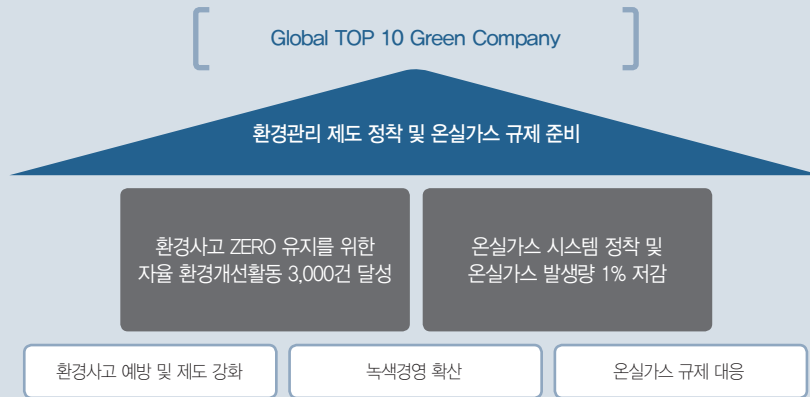 Global TOP 10 Green Company
환경관리 제도 정착 및 온실가스 규제 준비
환경사고 ZERO 유지를 위한
자율 환경개선활동 3,000건 달성
온실가스 시스템 정착 및
온실가스 발생량 1% 저감
환경사고 예방 및 제도 강화
녹색경영 확산
온실가스 규제 대응